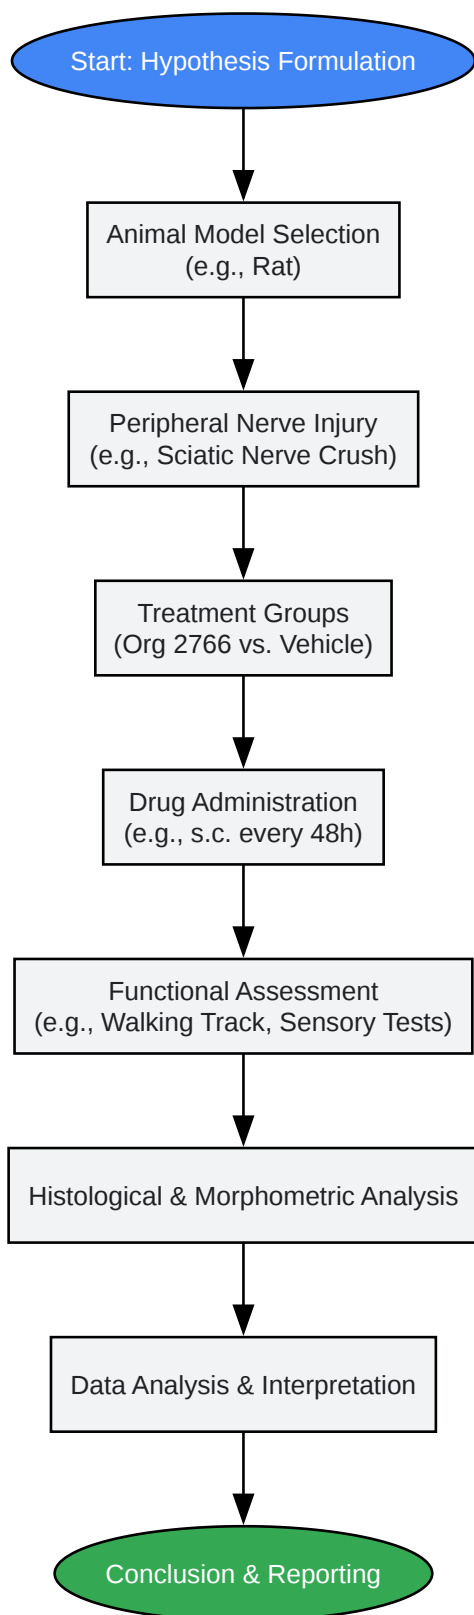 Start: Hypothesis Formulation
Animal Model Selection
(e.g., Rat)
Peripheral Nerve Injury
(e.g., Sciatic Nerve Crush)
Treatment Groups
(Org 2766 vs. Vehicle)
Drug Administration
(e.g., s.c. every 48h)
Functional Assessment
(e.g., Walking Track, Sensory Tests)
Histological & Morphometric Analysis
Data Analysis & Interpretation
Conclusion & Reporting